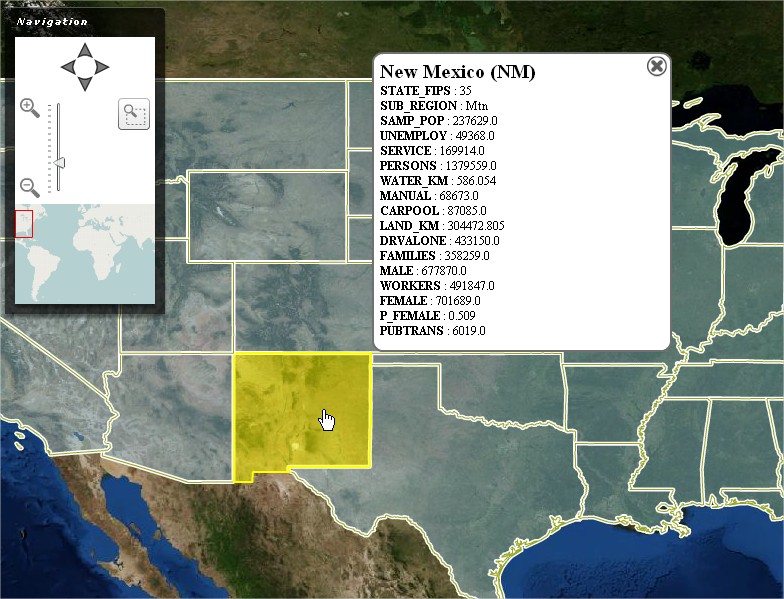 Navigation
New Mexico (NM)
STATE_FIPS : 35
SUB_REGION : Mtn
SAMP_POP : 237629.0
UNEMPLOY : 49368.0
SERVICE : 169914.0
PERSONS : 1379559.0
WATER_KM : 586.054
MANUAL : 68673.0
CARPOOL : 87085.0
LAND_KM : 304472.805
DRVALONE : 433150.0
FAMILIES : 358259.0
MALE : 677870.0
WORKERS : 491847.0
FEMALE : 701689.0
P_FEMALE : 0.509
PUBTRANS : 6019.0